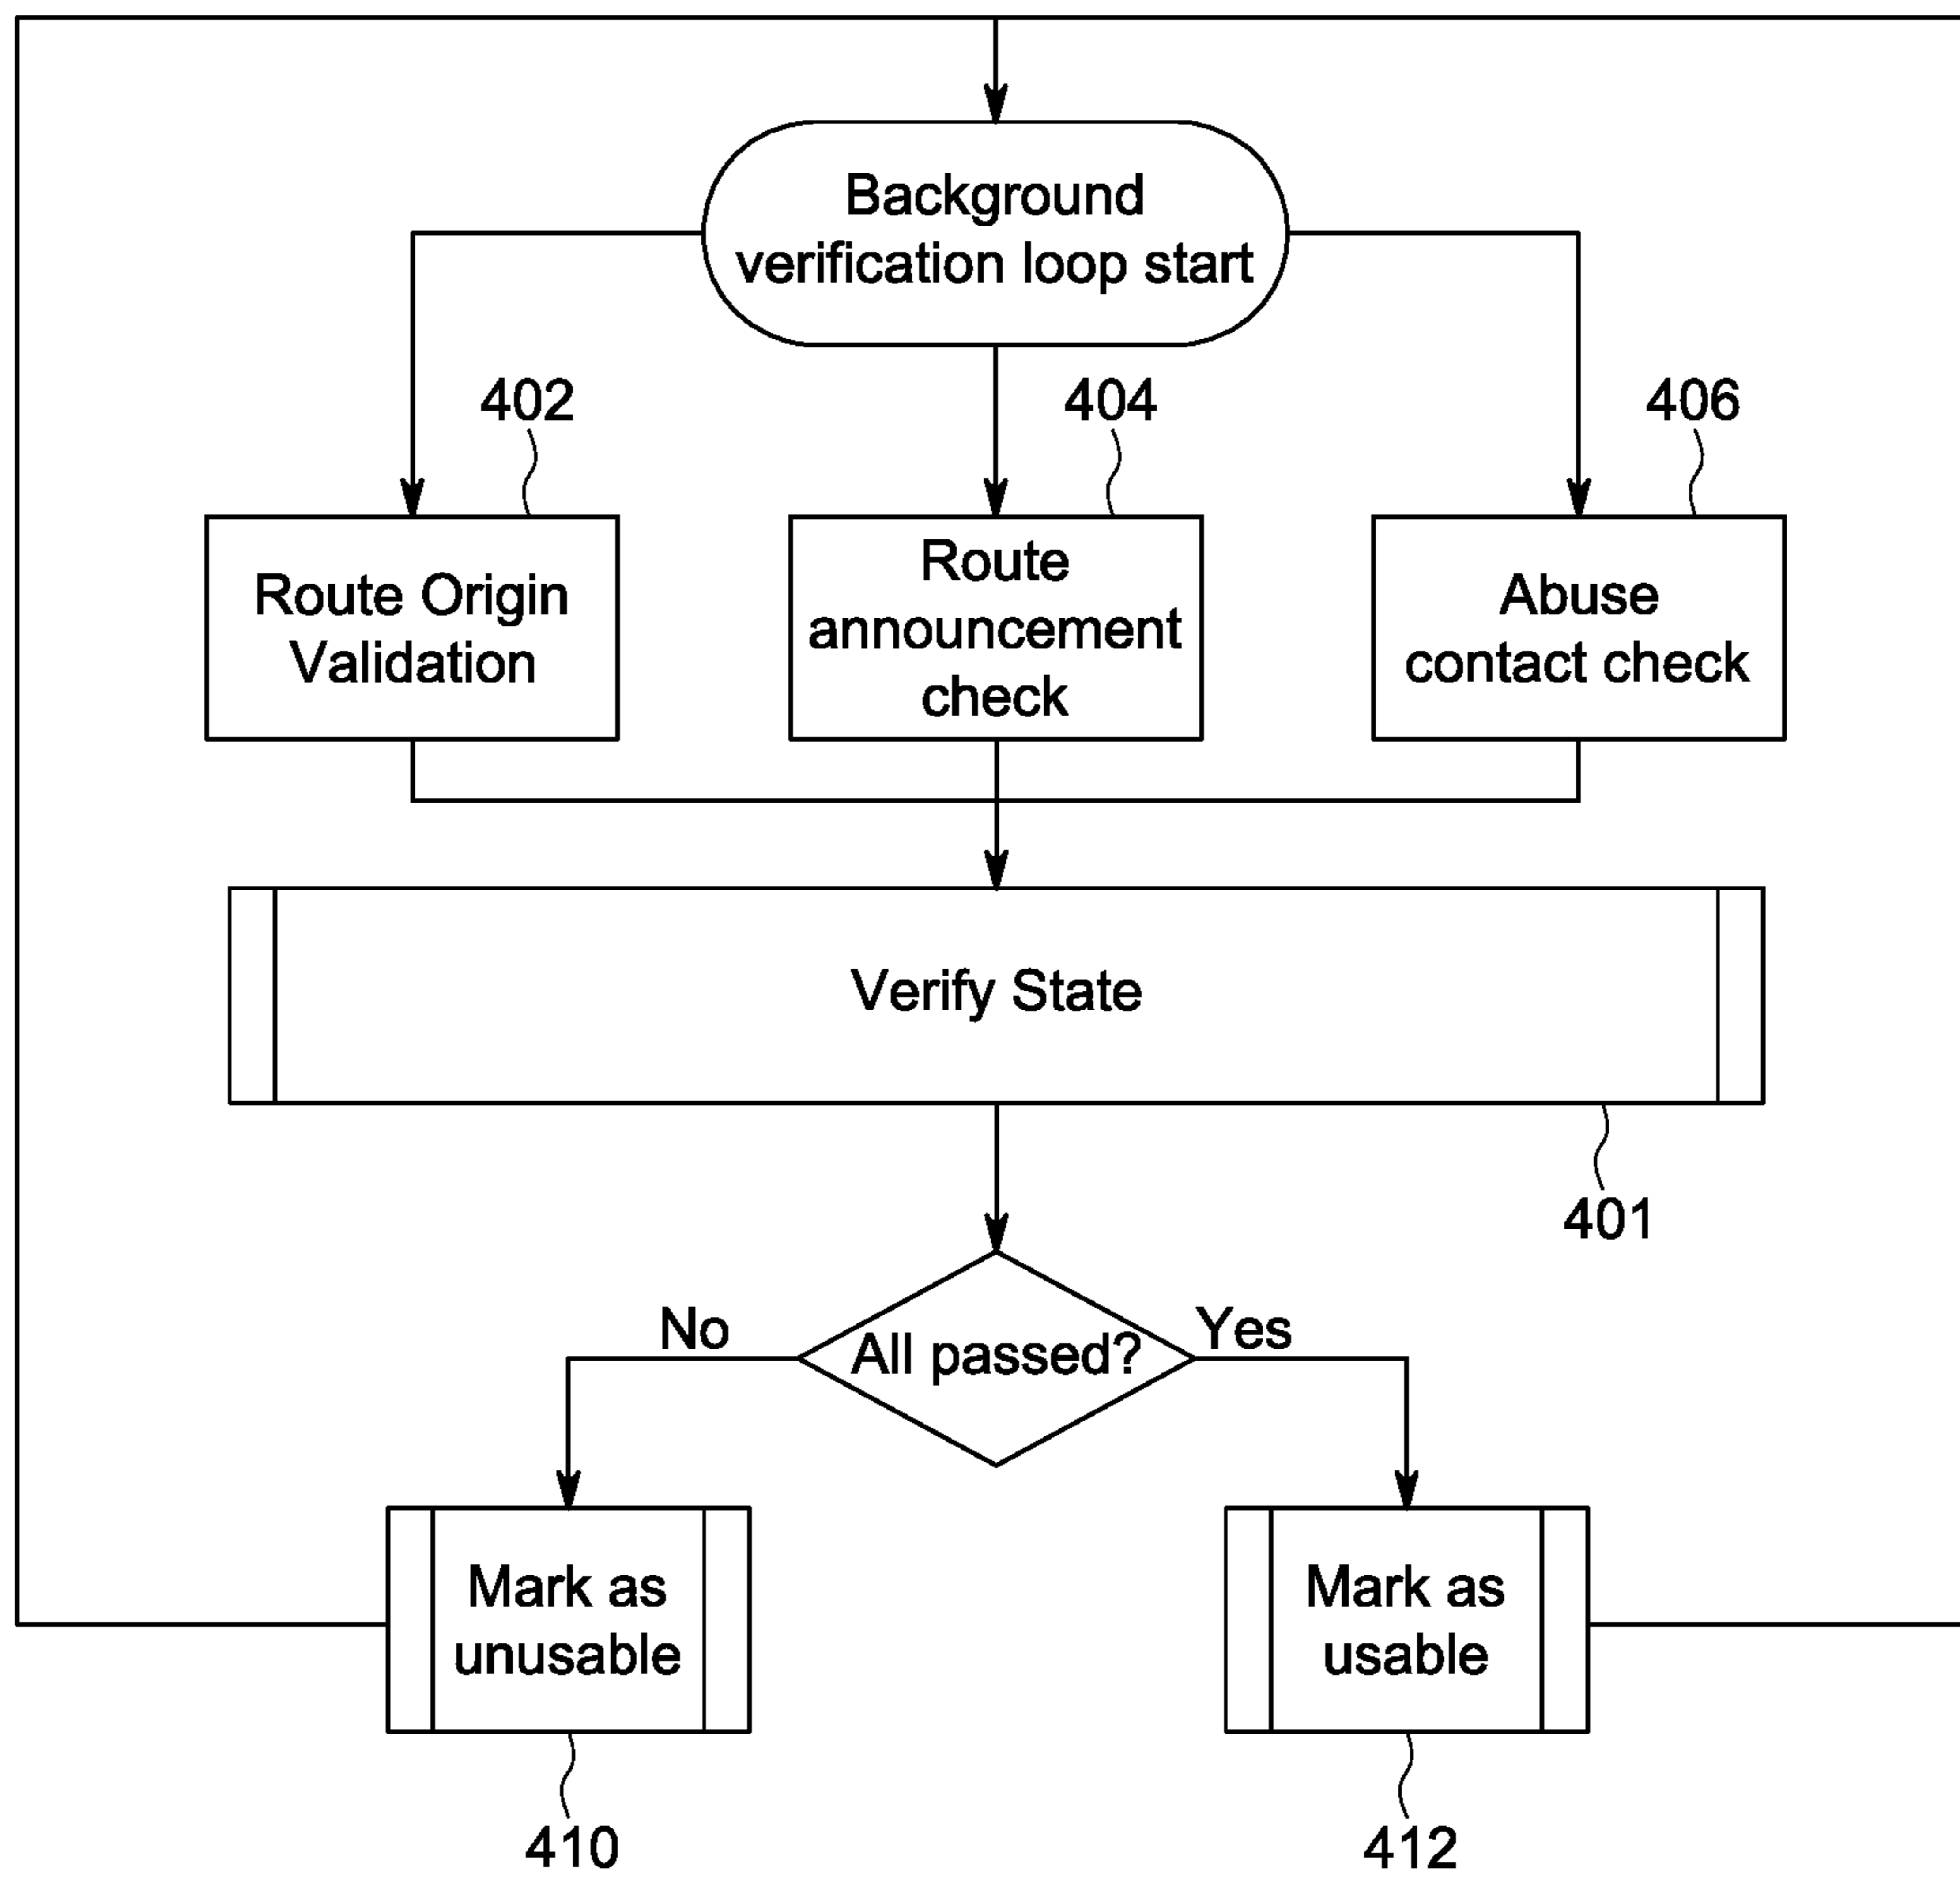 Background
verification loop start
402
404
406
Route Origin
Validation
Route
announcement
check
Abuse
contact check
Verify State
401
No
All passed?
Yes
Mark as
unusable
Mark as
usable
410
412